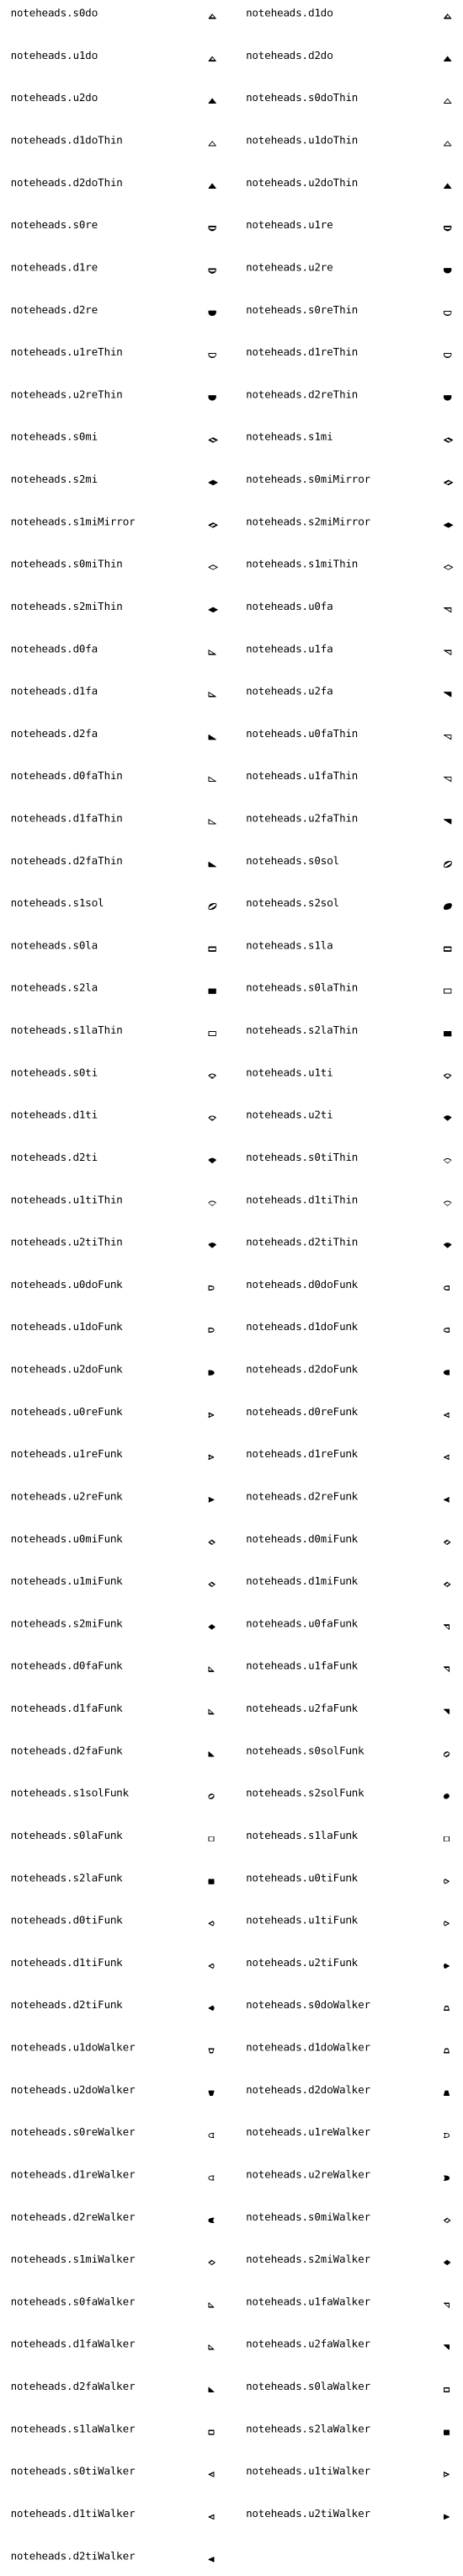 noteheads.s0do noteheads.d1do
noteheads.u1do noteheads.d2do
noteheads.u2do noteheads.s0doThin
noteheads.d1doThin noteheads.u1doThin
noteheads.d2doThin noteheads.u2doThin
noteheads.s0re noteheads.u1re
noteheads.d1re noteheads.u2re
noteheads.d2re noteheads.s0reThin
noteheads.u1reThin noteheads.d1reThin
noteheads.u2reThin noteheads.d2reThin
noteheads.s0mi noteheads.s1mi
noteheads.s2mi noteheads.s0miMirror
noteheads.s1miMirror noteheads.s2miMirror
noteheads.s0miThin noteheads.s1miThin
noteheads.s2miThin noteheads.u0fa
noteheads.d0fa noteheads.u1fa
noteheads.d1fa noteheads.u2fa
noteheads.d2fa noteheads.u0faThin
noteheads.d0faThin noteheads.u1faThin
noteheads.d1faThin noteheads.u2faThin
noteheads.d2faThin noteheads.s0sol
noteheads.s1sol noteheads.s2sol
noteheads.s0la noteheads.s1la
noteheads.s2la noteheads.s0laThin
noteheads.s1laThin noteheads.s2laThin
noteheads.s0ti noteheads.u1ti
noteheads.d1ti noteheads.u2ti
noteheads.d2ti noteheads.s0tiThin
noteheads.u1tiThin noteheads.d1tiThin
noteheads.u2tiThin noteheads.d2tiThin
noteheads.u0doFunk noteheads.d0doFunk
noteheads.u1doFunk noteheads.d1doFunk
noteheads.u2doFunk noteheads.d2doFunk
noteheads.u0reFunk noteheads.d0reFunk
noteheads.u1reFunk noteheads.d1reFunk
noteheads.u2reFunk noteheads.d2reFunk
noteheads.u0miFunk noteheads.d0miFunk
noteheads.u1miFunk noteheads.d1miFunk
noteheads.s2miFunk noteheads.u0faFunk
noteheads.d0faFunk noteheads.u1faFunk
noteheads.d1faFunk noteheads.u2faFunk
noteheads.d2faFunk noteheads.s0solFunk
noteheads.s1solFunk noteheads.s2solFunk
noteheads.s0laFunk noteheads.s1laFunk
noteheads.s2laFunk noteheads.u0tiFunk
noteheads.d0tiFunk noteheads.u1tiFunk
noteheads.d1tiFunk noteheads.u2tiFunk
noteheads.d2tiFunk noteheads.s0doWalker
noteheads.u1doWalker noteheads.d1doWalker
noteheads.u2doWalker noteheads.d2doWalker
noteheads.s0reWalker noteheads.u1reWalker
noteheads.d1reWalker noteheads.u2reWalker
noteheads.d2reWalker noteheads.s0miWalker
noteheads.s1miWalker noteheads.s2miWalker
noteheads.s0faWalker noteheads.u1faWalker
noteheads.d1faWalker noteheads.u2faWalker
noteheads.d2faWalker noteheads.s0laWalker
noteheads.s1laWalker noteheads.s2laWalker
noteheads.s0tiWalker noteheads.u1tiWalker
noteheads.d1tiWalker noteheads.u2tiWalker
noteheads.d2tiWalker